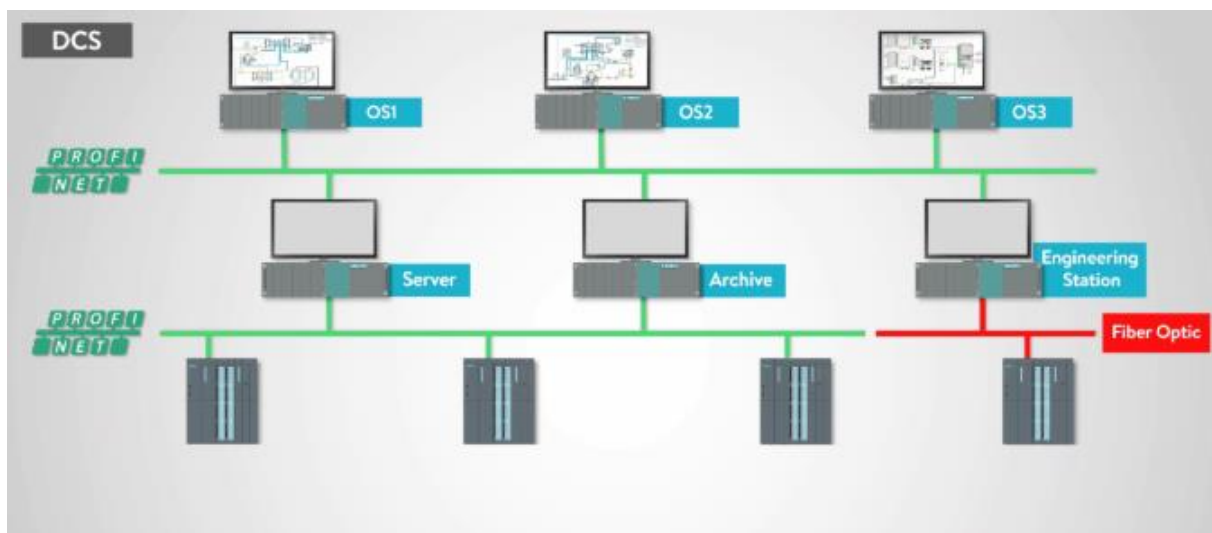 DCS
OS1
OS2
OS3
PROFI
NET
Server
Archive
Engineering
Station
PROFI
NET
Fiber Optic